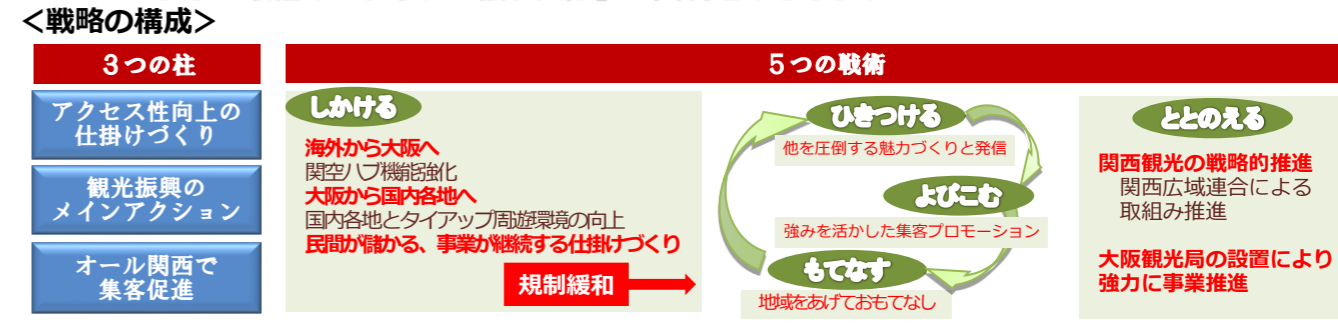 ＜戦略の構成＞
３つの柱
５つの戦術
アクセス性向上の
仕掛けづくり
観光振興の
メインアクション
オール関西で
集客促進
しかける
海外から大阪へ
関空ハブ機能強化
大阪から国内各地へ
国内各地とタイアップ周遊環境の向上
民間が儲かる、事業が継続する仕掛けづくり
規制緩和
ひきつける
他を圧倒する魅力づくりと発信
よびこむ
強みを活かした集客プロモーション
もてなす
地域をあげておもてなし
ととのえる
関西観光の戦略的推進
関西広域連合による
取組み推進
大阪観光局の設置により
強力に事業推進